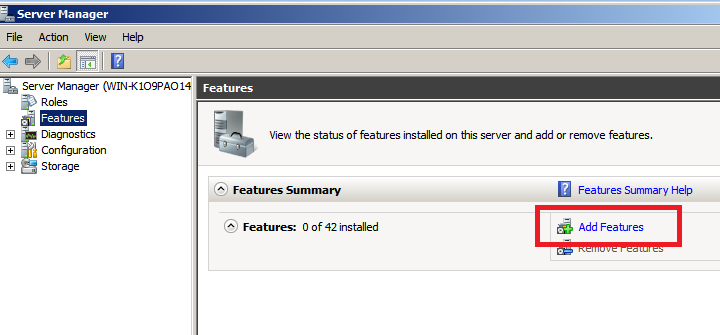 Server Manager
File Action View Help
Server Manager (WIN-K1O9PAO14
Roles
Features
Diagnostics
Configuration
Storage
Features
View the status of features installed on this server and add or remove features.
Features Summary
Features Summary Help
Features: 0 of 42 installed
Add Features
Remove Features